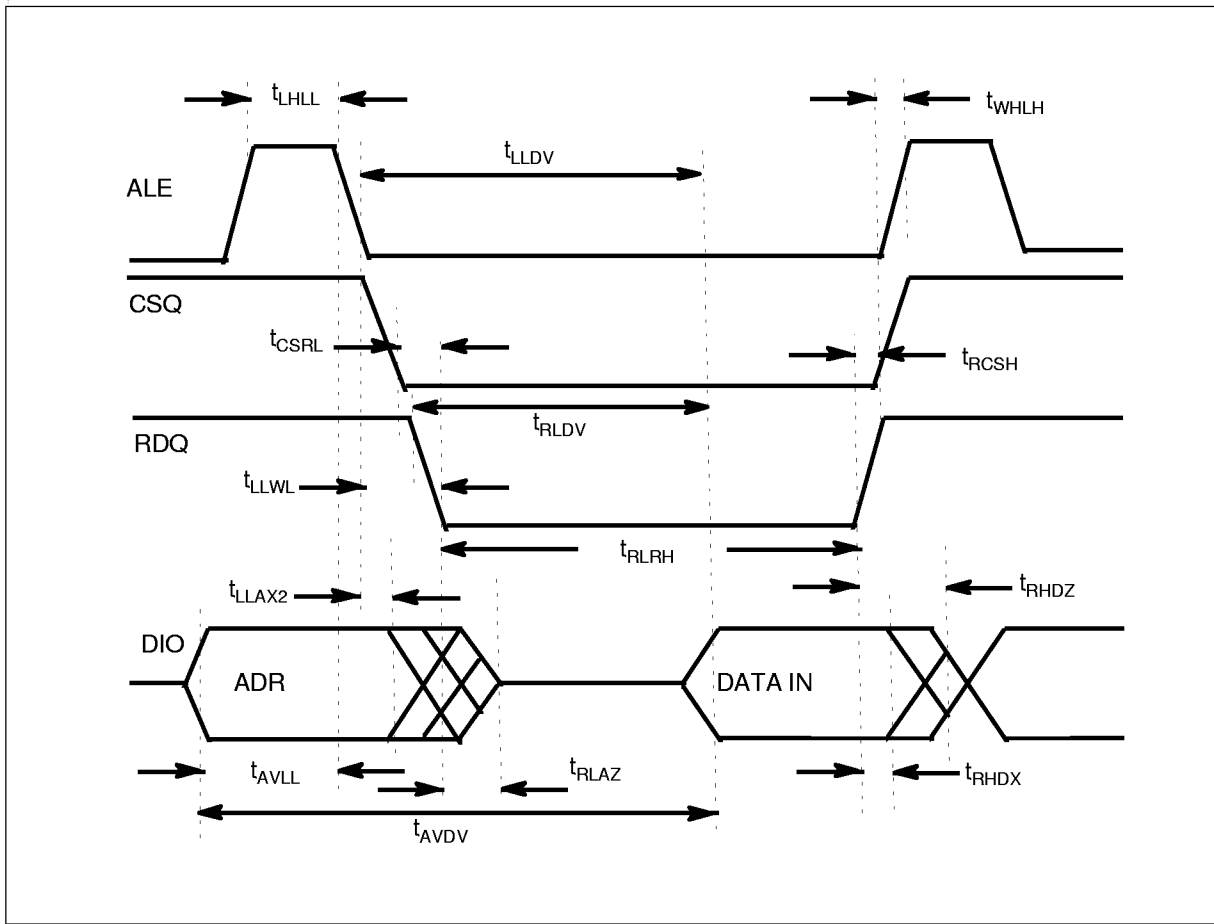 tLHLL
tWHLH
tLLDV
ALE
CSQ
tCSRL
tRCSH
tRLDV
RDQ
tLLWL
tRLRH
tLLAX2
tRHDZ
DIO
ADR
DATA IN
tAVLL
tRLAZ
tRHDX
tAVDV